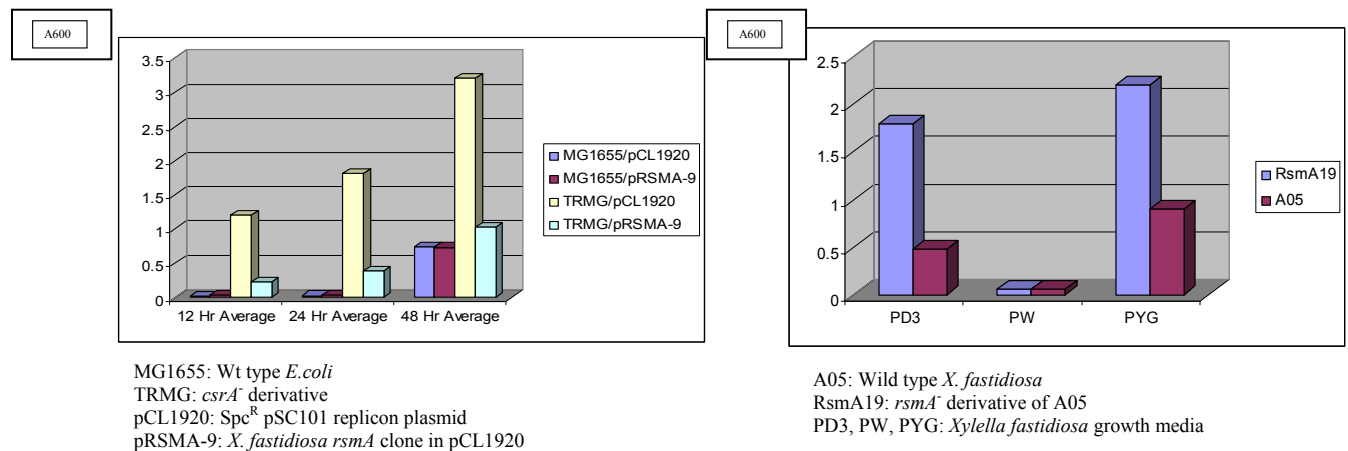 A600
3.5
3
2.5
2
1.5
1
0.5
0
12 Hr Average 24 Hr Average 48 Hr Average
MG1655/pCL1920
MG1655/pRSMA-9
TRMG/pCL1920
TRMG/pRSMA-9
MG1655: Wt type E.coli
TRMG: csrA⁻ derivative
pCL1920: Spcᴿ pSC101 replicon plasmid
pRSMA-9: X. fastidiosa rsmA clone in pCL1920
A600
2.5
2
1.5
1
0.5
0
PD3 PW PYG
RsmA19
A05
A05: Wild type X. fastidiosa
RsmA19: rsmA⁻ derivative of A05
PD3, PW, PYG: Xylella fastidiosa growth media